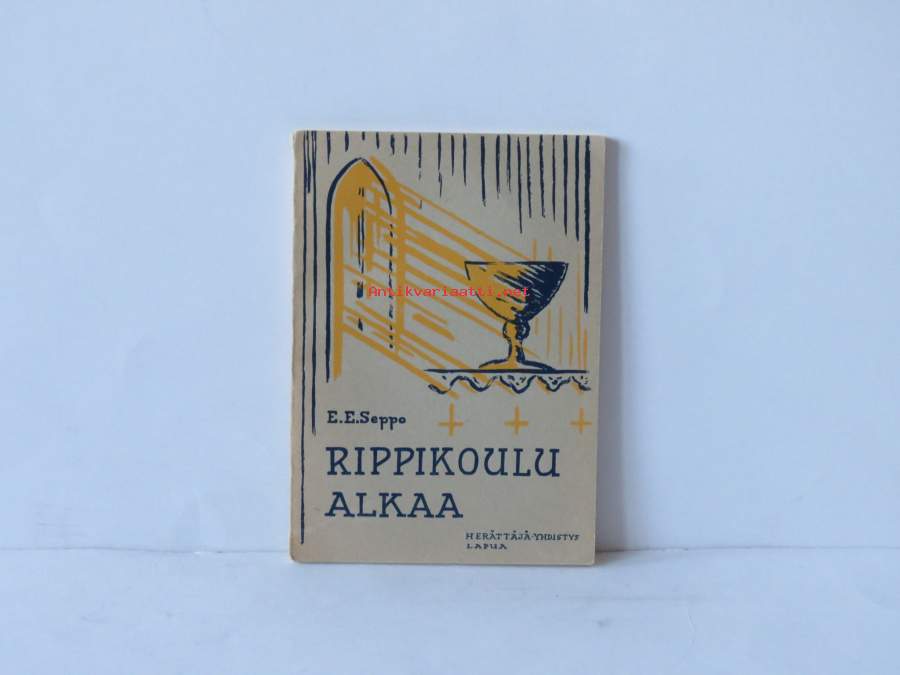 Antikvariaatti.net
E.E.Seppo
RIPPIKOULU
ALKAA
HERÄTTÄJÄ-YHDISTYS
LAPUA